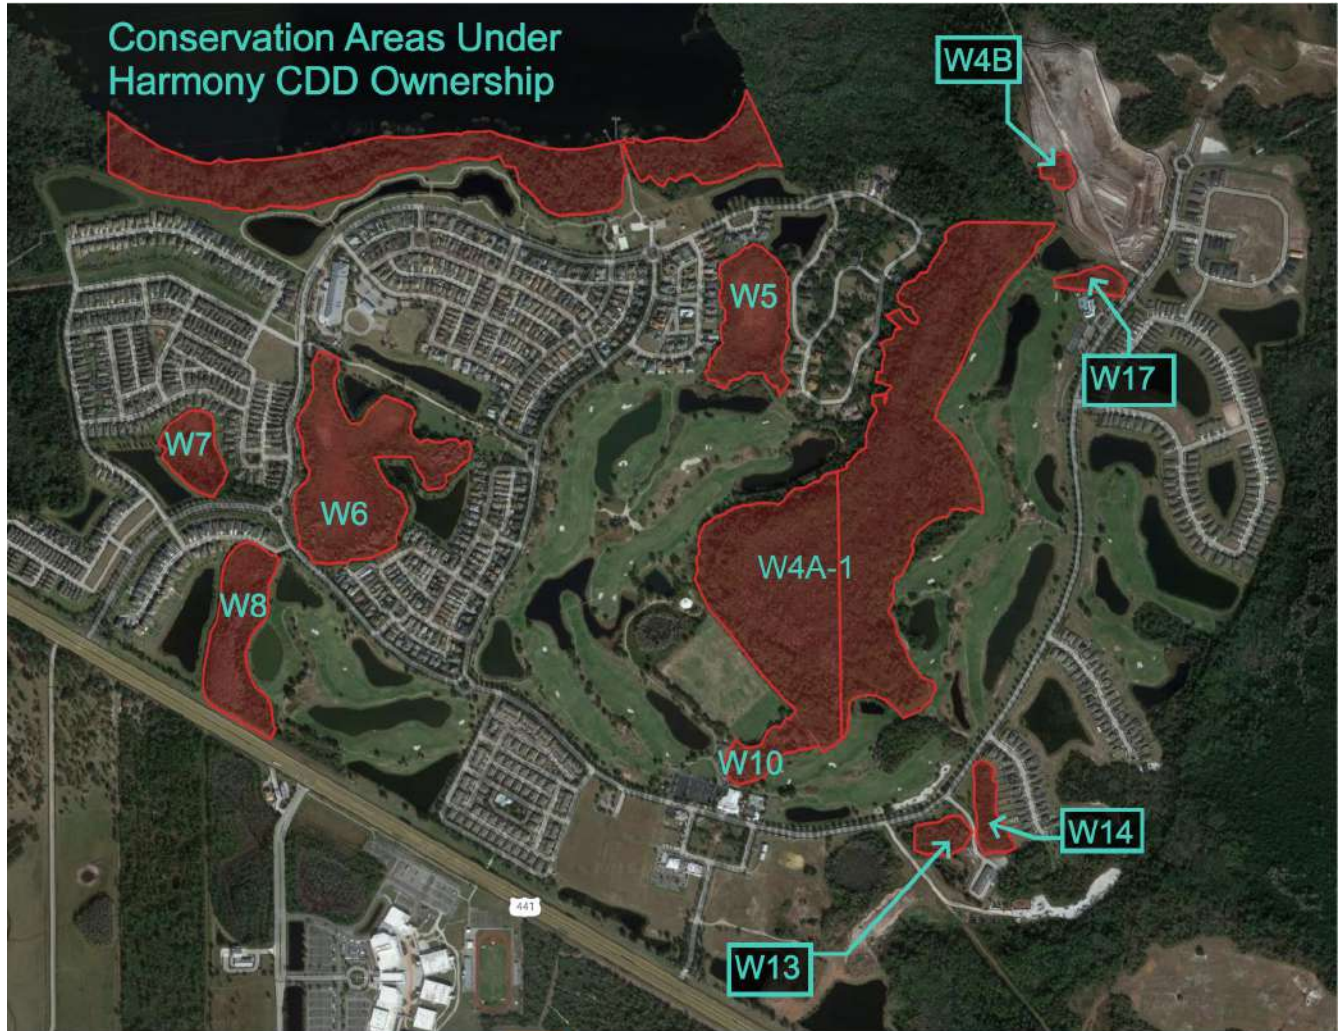 Conservation Areas Under
Harmony CDD Ownership
W4B
W5
W17
W7
W6
W4A-1
W8
W10
W14
441
W13